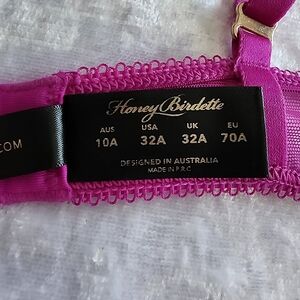 Honey Birdette
AUS USA UK EU
10A 32A 32A 70A
DESIGNED IN AUSTRALIA
MADE IN P.R.C
COM